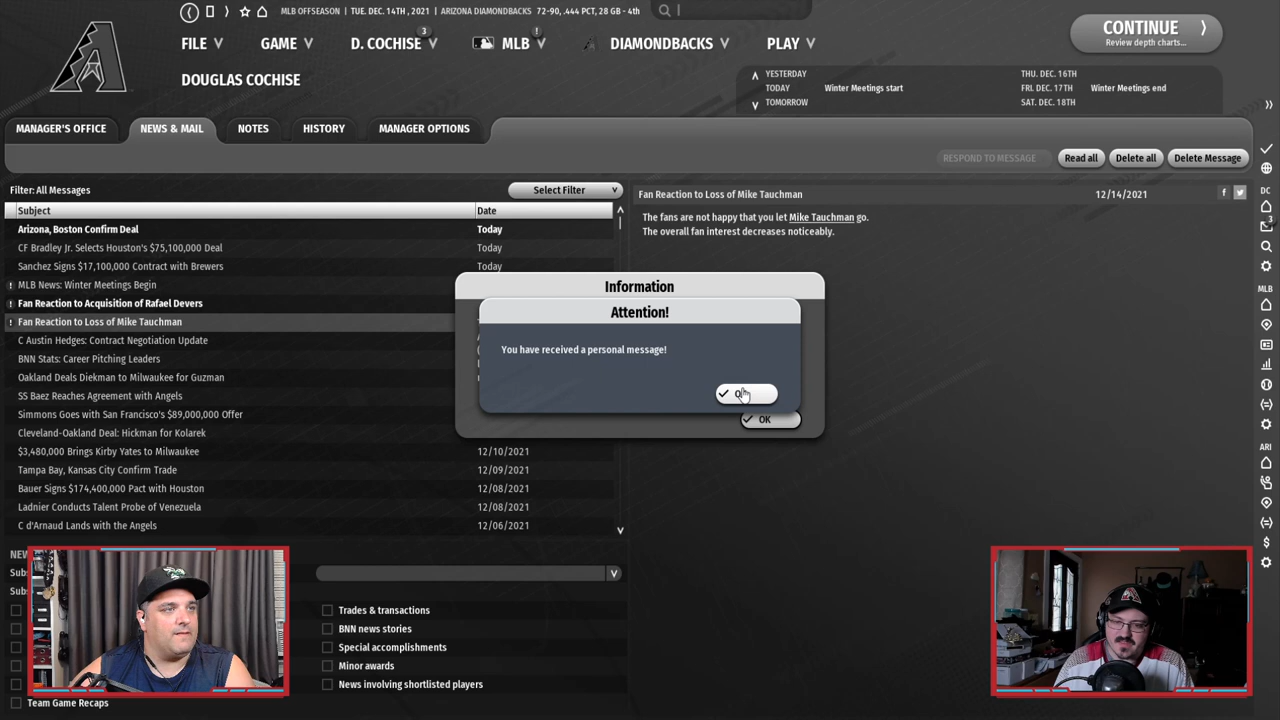 MLB OFFSEASON | TUE. DEC. 14TH , 2021 | ARIZONA DIAMONDBACKS 72-90, .444 PCT, 28 GB - 4th
FILE GAME D. COCHISE 3 MLB ! DIAMONDBACKS PLAY
CONTINUE
Review depth charts...
DOUGLAS COCHISE
YESTERDAY THU. DEC. 16TH
TODAY Winter Meetings start FRI. DEC. 17TH Winter Meetings end
TOMORROW SAT. DEC. 18TH
MANAGER'S OFFICE NEWS & MAIL NOTES HISTORY MANAGER OPTIONS
RESPOND TO MESSAGE Read all Delete all Delete Message
Filter: All Messages Select Filter
Fan Reaction to Loss of Mike Tauchman 12/14/2021
Subject Date
The fans are not happy that you let Mike Tauchman go.
The overall fan interest decreases noticeably.
Arizona, Boston Confirm Deal Today
CF Bradley Jr. Selects Houston's $75,100,000 Deal Today
Sanchez Signs $17,100,000 Contract with Brewers Today
! MLB News: Winter Meetings Begin
! Fan Reaction to Acquisition of Rafael Devers
! Fan Reaction to Loss of Mike Tauchman
C Austin Hedges: Contract Negotiation Update
BNN Stats: Career Pitching Leaders
Oakland Deals Diekman to Milwaukee for Guzman
SS Baez Reaches Agreement with Angels
Simmons Goes with San Francisco's $89,000,000 Offer
Cleveland-Oakland Deal: Hickman for Kolarek
$3,480,000 Brings Kirby Yates to Milwaukee 12/10/2021
Tampa Bay, Kansas City Confirm Trade 12/09/2021
Bauer Signs $174,400,000 Pact with Houston 12/08/2021
Ladnier Conducts Talent Probe of Venezuela 12/08/2021
C d'Arnaud Lands with the Angels 12/06/2021
Information
Attention!
You have received a personal message!
OK
Trades & transactions
BNN news stories
Special accomplishments
Minor awards
News involving shortlisted players
Team Game Recaps
DC
3
MLB
ARI